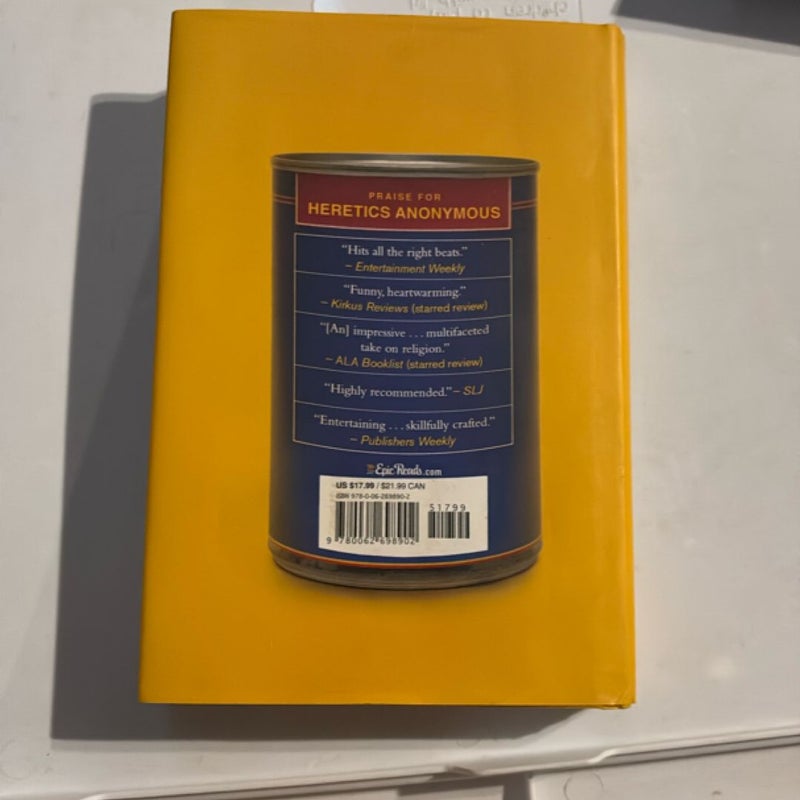 PRAISE FOR
HERETICS ANONYMOUS
“Hits all the right beats.”
– Entertainment Weekly
“Funny, heartwarming.”
– Kirkus Reviews (starred review)
“[An] impressive . . . multifaceted
take on religion.”
– ALA Booklist (starred review)
“Highly recommended.” – SLJ
“Entertaining . . . skillfully crafted.”
– Publishers Weekly
Epic Reads.com
US $17.99 / $21.99 CAN
ISBN 978-0-06-269890-2
51799
9 780062 698902